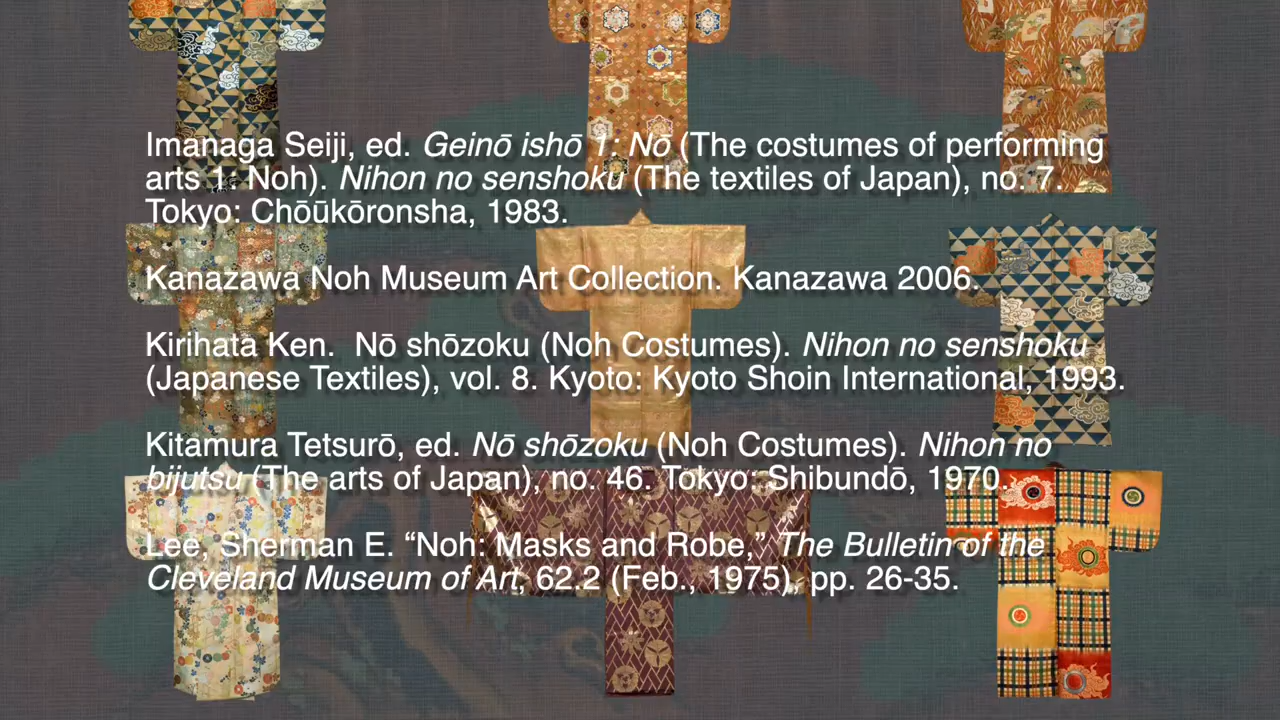 Imanaga Seiji, ed. Geinō ishō 1: Nō (The costumes of performing
arts 1: Noh). Nihon no senshoku (The textiles of Japan), no. 7.
Tokyo: Chōūkōronsha, 1983.
Kanazawa Noh Museum Art Collection. Kanazawa 2006.
Kirihata Ken.  Nō shōzoku (Noh Costumes). Nihon no senshoku
(Japanese Textiles), vol. 8. Kyoto: Kyoto Shoin International, 1993.
Kitamura Tetsurō, ed. Nō shōzoku (Noh Costumes). Nihon no
bijutsu (The arts of Japan), no. 46. Tokyo: Shibundō, 1970.
Lee, Sherman E. “Noh: Masks and Robe,” The Bulletin of the
Cleveland Museum of Art, 62.2 (Feb., 1975), pp. 26-35.